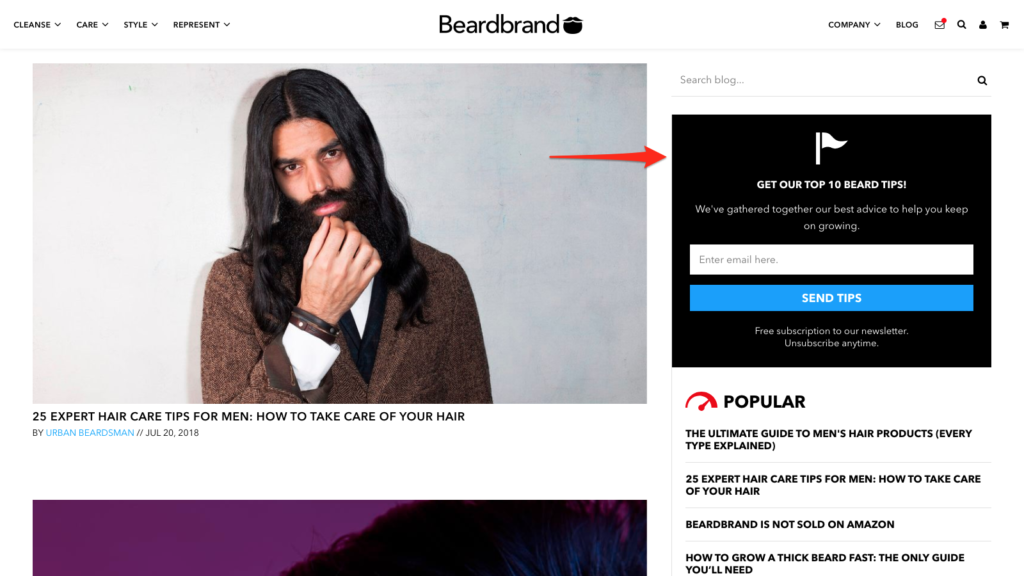 CLEANSE CARE STYLE REPRESENT Beardbrand COMPANY BLOG
Search blog...
GET OUR TOP 10 BEARD TIPS!
We've gathered together our best advice to help you keep
on growing.
Enter email here.
SEND TIPS
Free subscription to our newsletter.
Unsubscribe anytime.
25 EXPERT HAIR CARE TIPS FOR MEN: HOW TO TAKE CARE OF YOUR HAIR
BY URBAN BEARDSMAN // JUL 20, 2018
POPULAR
THE ULTIMATE GUIDE TO MEN'S HAIR PRODUCTS (EVERY
TYPE EXPLAINED)
25 EXPERT HAIR CARE TIPS FOR MEN: HOW TO TAKE CARE
OF YOUR HAIR
BEARDBRAND IS NOT SOLD ON AMAZON
HOW TO GROW A THICK BEARD FAST: THE ONLY GUIDE
YOU'LL NEED